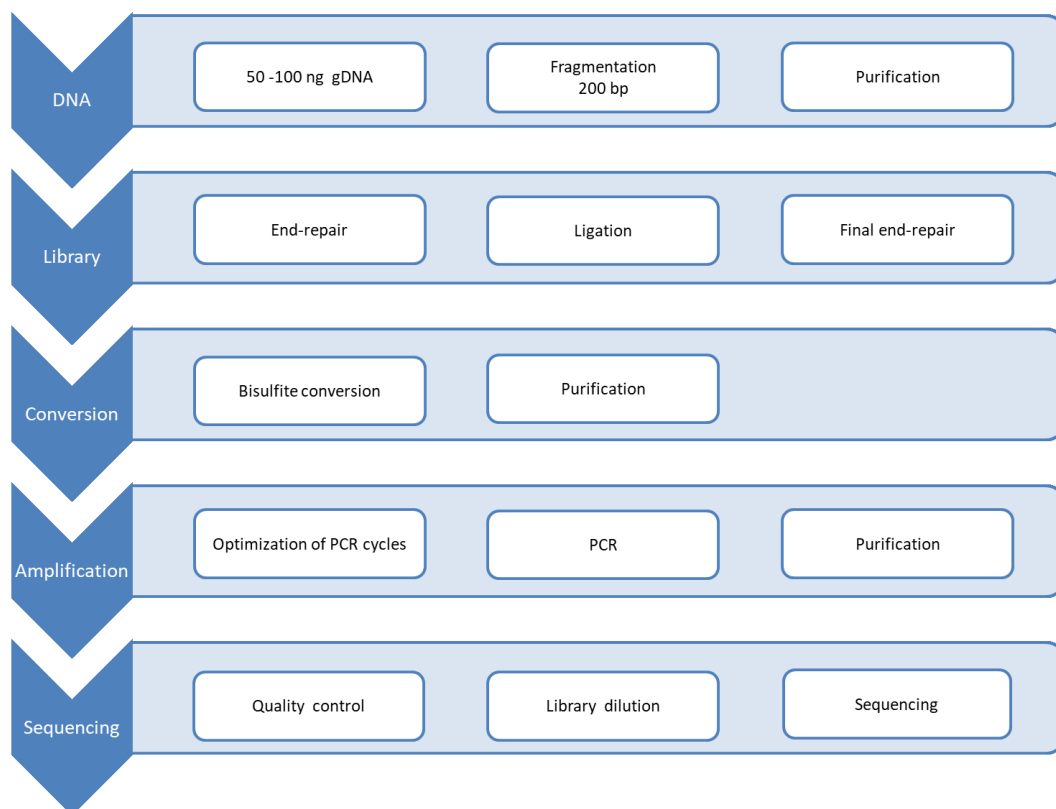 DNA
50 -100 ng gDNA
Fragmentation
200 bp
Purification
Library
End-repair
Ligation
Final end-repair
Conversion
Bisulfite conversion
Purification
Amplification
Optimization of PCR cycles
PCR
Purification
Sequencing
Quality control
Library dilution
Sequencing